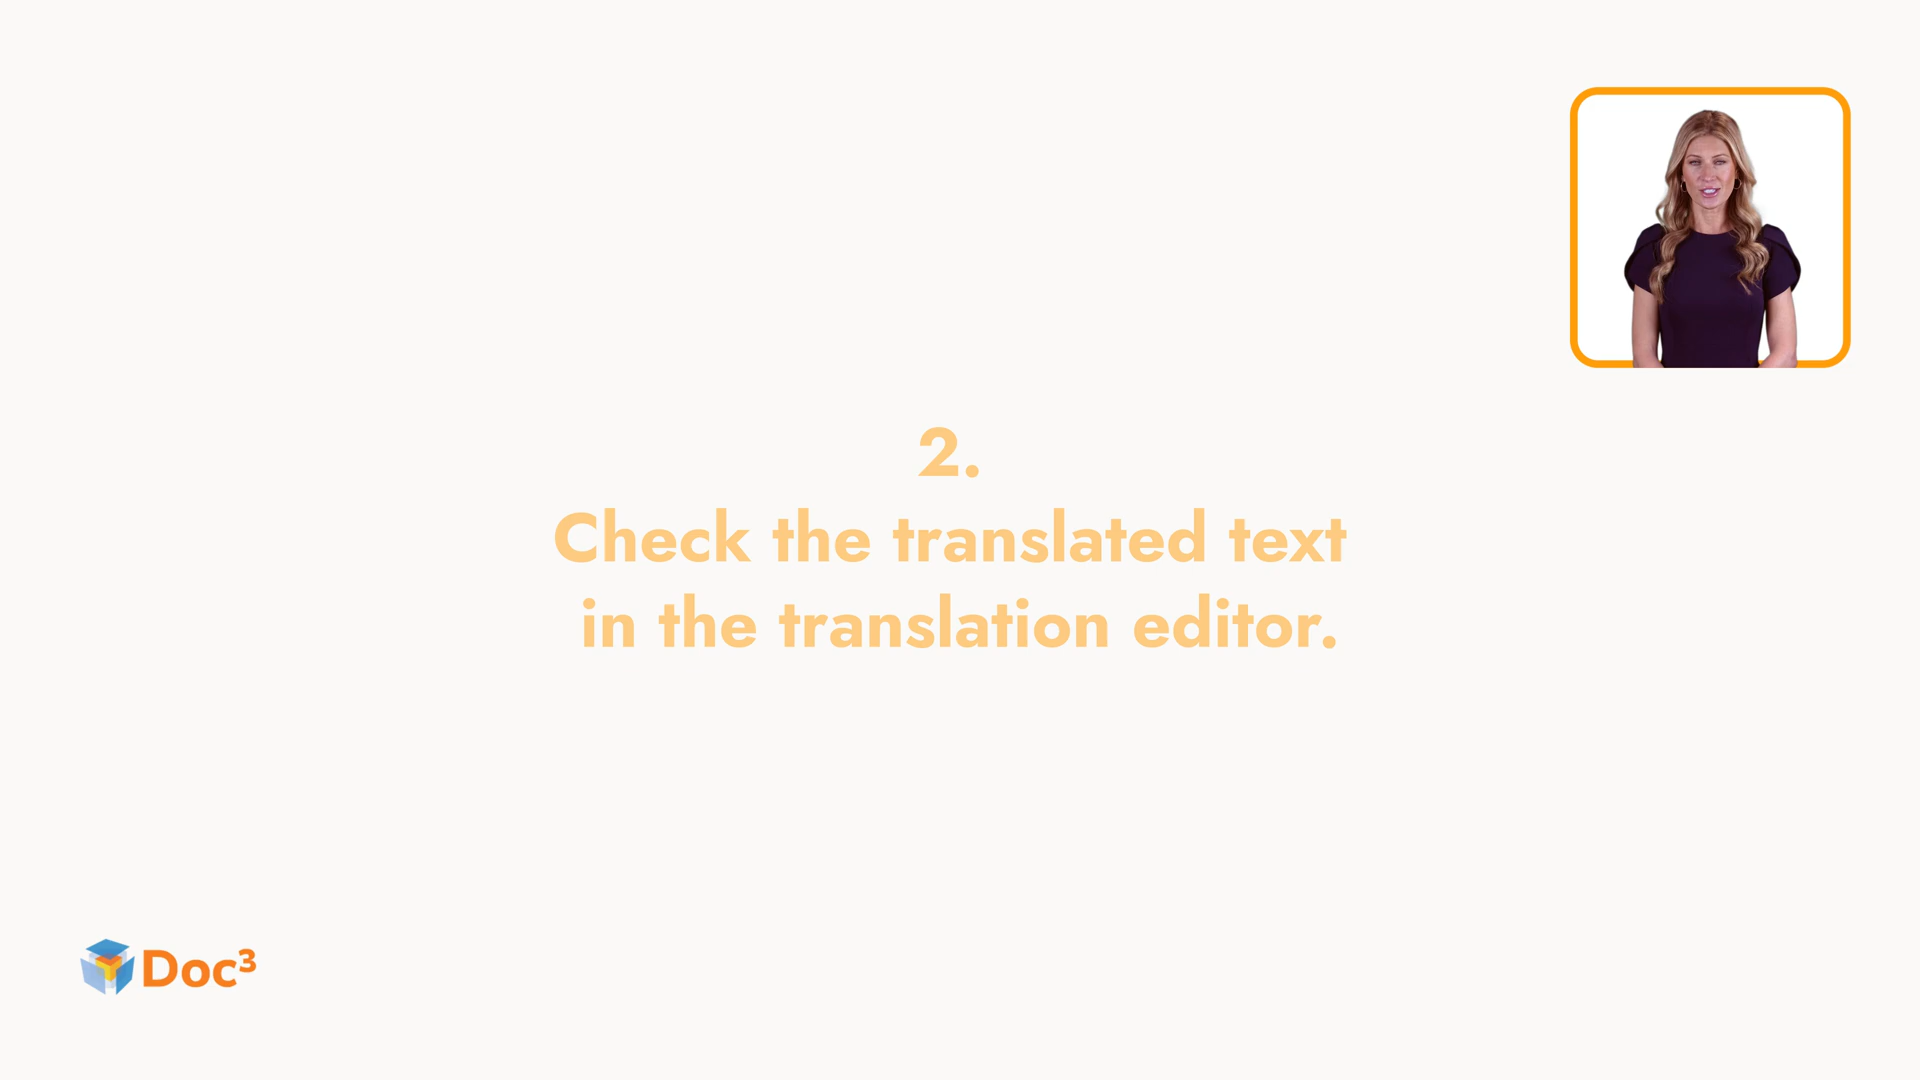 2.
Check the translated text
in the translation editor.
Doc³